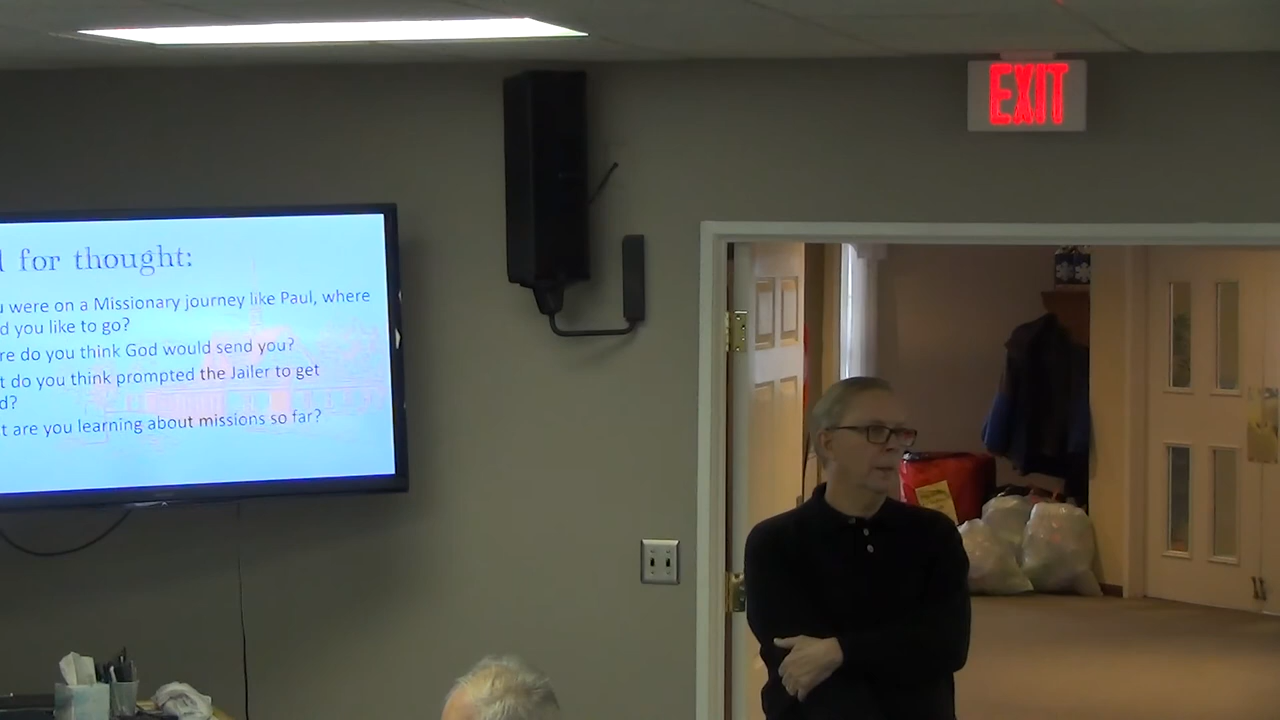 for thought:
were on a Missionary journey like Paul, where
you like to go?
do you think God would send you?
do you think prompted the Jailer to get
are you learning about missions so far?
EXIT